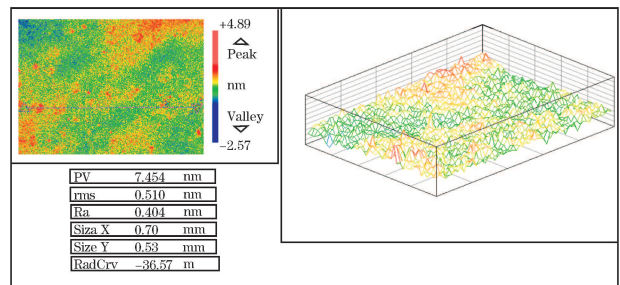 +4.89
Peak
nm
Valley
−2.57
PV 7.454 nm
rms 0.510 nm
Ra 0.404 nm
Siza X 0.70 mm
Size Y 0.53 mm
RadCrv −36.57 m